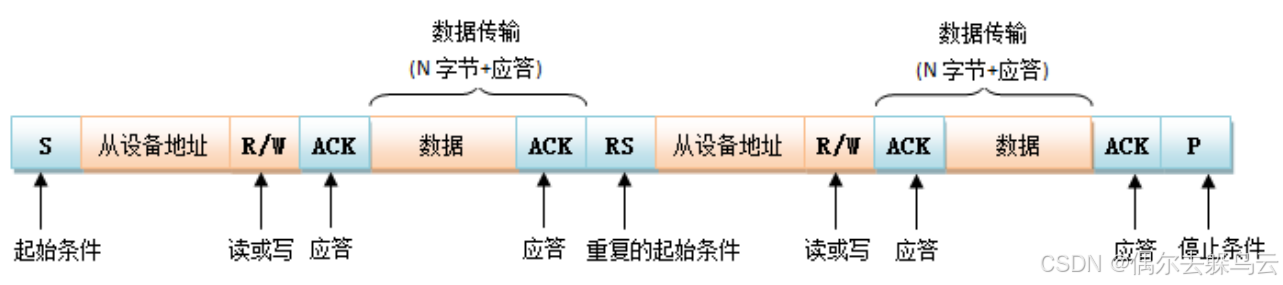 数据传输
(N 字节+应答)
数据传输
(N 字节+应答)
S 从设备地址 R/W ACK 数据 ACK RS 从设备地址 R/W ACK 数据 ACK P
起始条件 读或写 应答 应答 重复的起始条件 读或写 应答 应答 停止条件
CSDN @偶尔去躲鸟云